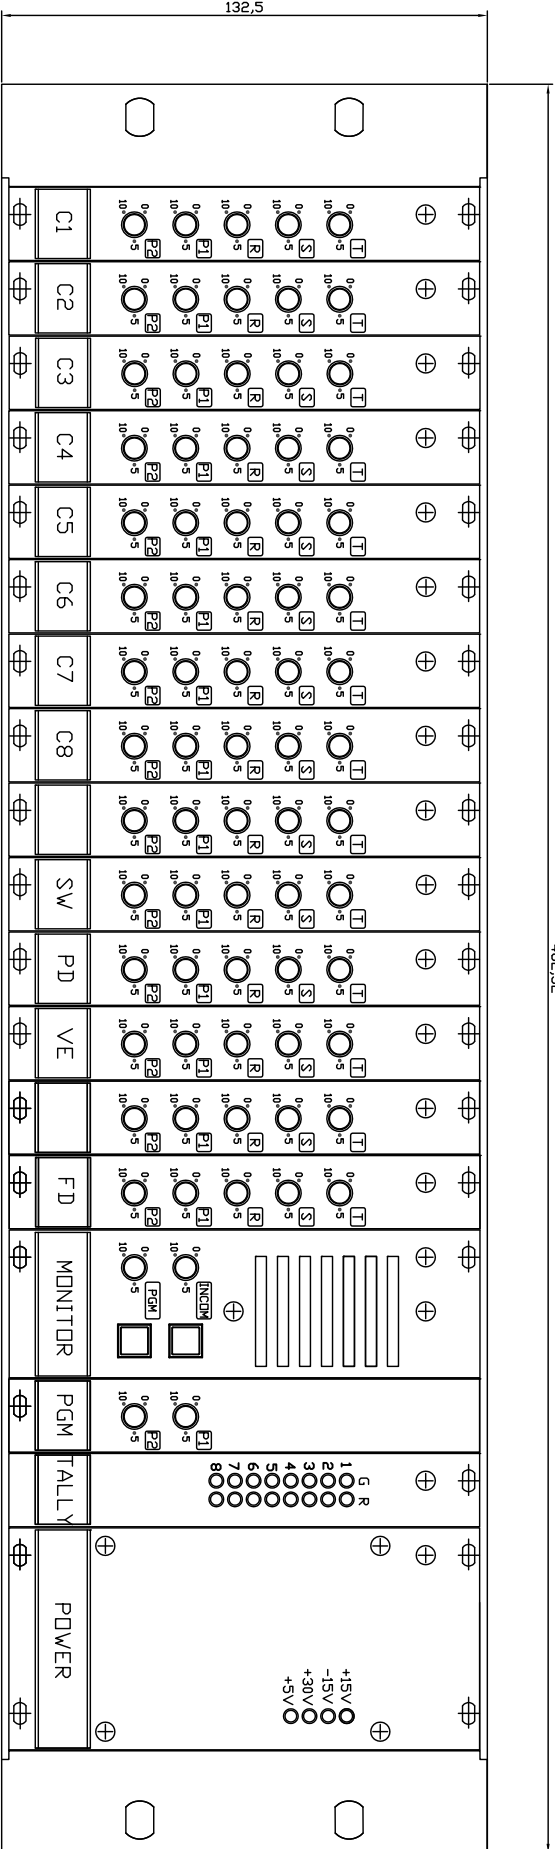 132,5
C1
10 0 5 P2 10 0 5 P1 10 0 5 R 10 0 5 S 10 0 5 T
C2
10 0 5 P2 10 0 5 P1 10 0 5 R 10 0 5 S 10 0 5 T
C3
10 0 5 P2 10 0 5 P1 10 0 5 R 10 0 5 S 10 0 5 T
C4
10 0 5 P2 10 0 5 P1 10 0 5 R 10 0 5 S 10 0 5 T
C5
10 0 5 P2 10 0 5 P1 10 0 5 R 10 0 5 S 10 0 5 T
C6
10 0 5 P2 10 0 5 P1 10 0 5 R 10 0 5 S 10 0 5 T
C7
10 0 5 P2 10 0 5 P1 10 0 5 R 10 0 5 S 10 0 5 T
C8
10 0 5 P2 10 0 5 P1 10 0 5 R 10 0 5 S 10 0 5 T
10 0 5 P2 10 0 5 P1 10 0 5 R 10 0 5 S 10 0 5 T
SW
10 0 5 P2 10 0 5 P1 10 0 5 R 10 0 5 S 10 0 5 T
PD
10 0 5 P2 10 0 5 P1 10 0 5 R 10 0 5 S 10 0 5 T
VE
10 0 5 P2 10 0 5 P1 10 0 5 R 10 0 5 S 10 0 5 T
10 0 5 P2 10 0 5 P1 10 0 5 R 10 0 5 S 10 0 5 T
FD
10 0 5 P2 10 0 5 P1 10 0 5 R 10 0 5 S 10 0 5 T
MONITOR
10 0 5 PGM 10 0 5 INCOM
PGM
10 0 5 P2 10 0 5 P1
TALLY
G R
1
2
3
4
5
6
7
8
POWER
+15V
-15V
+30V
+5V